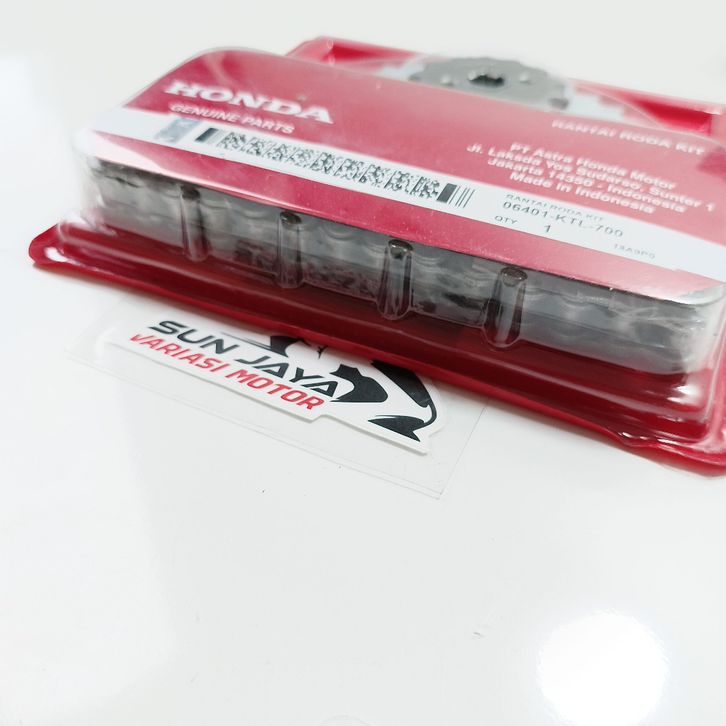 HONDA
GENUINE PARTS
RANTAI RODA KIT
PT Astra Honda Motor
Jl. Laksda Yos Sudarso, Sunter 1
Jakarta 14350 - Indonesia
Made in Indonesia
RANTAI RODA KIT
06401-KTL-700
QTY 1
SUN JAYA
VARIASI MOTOR